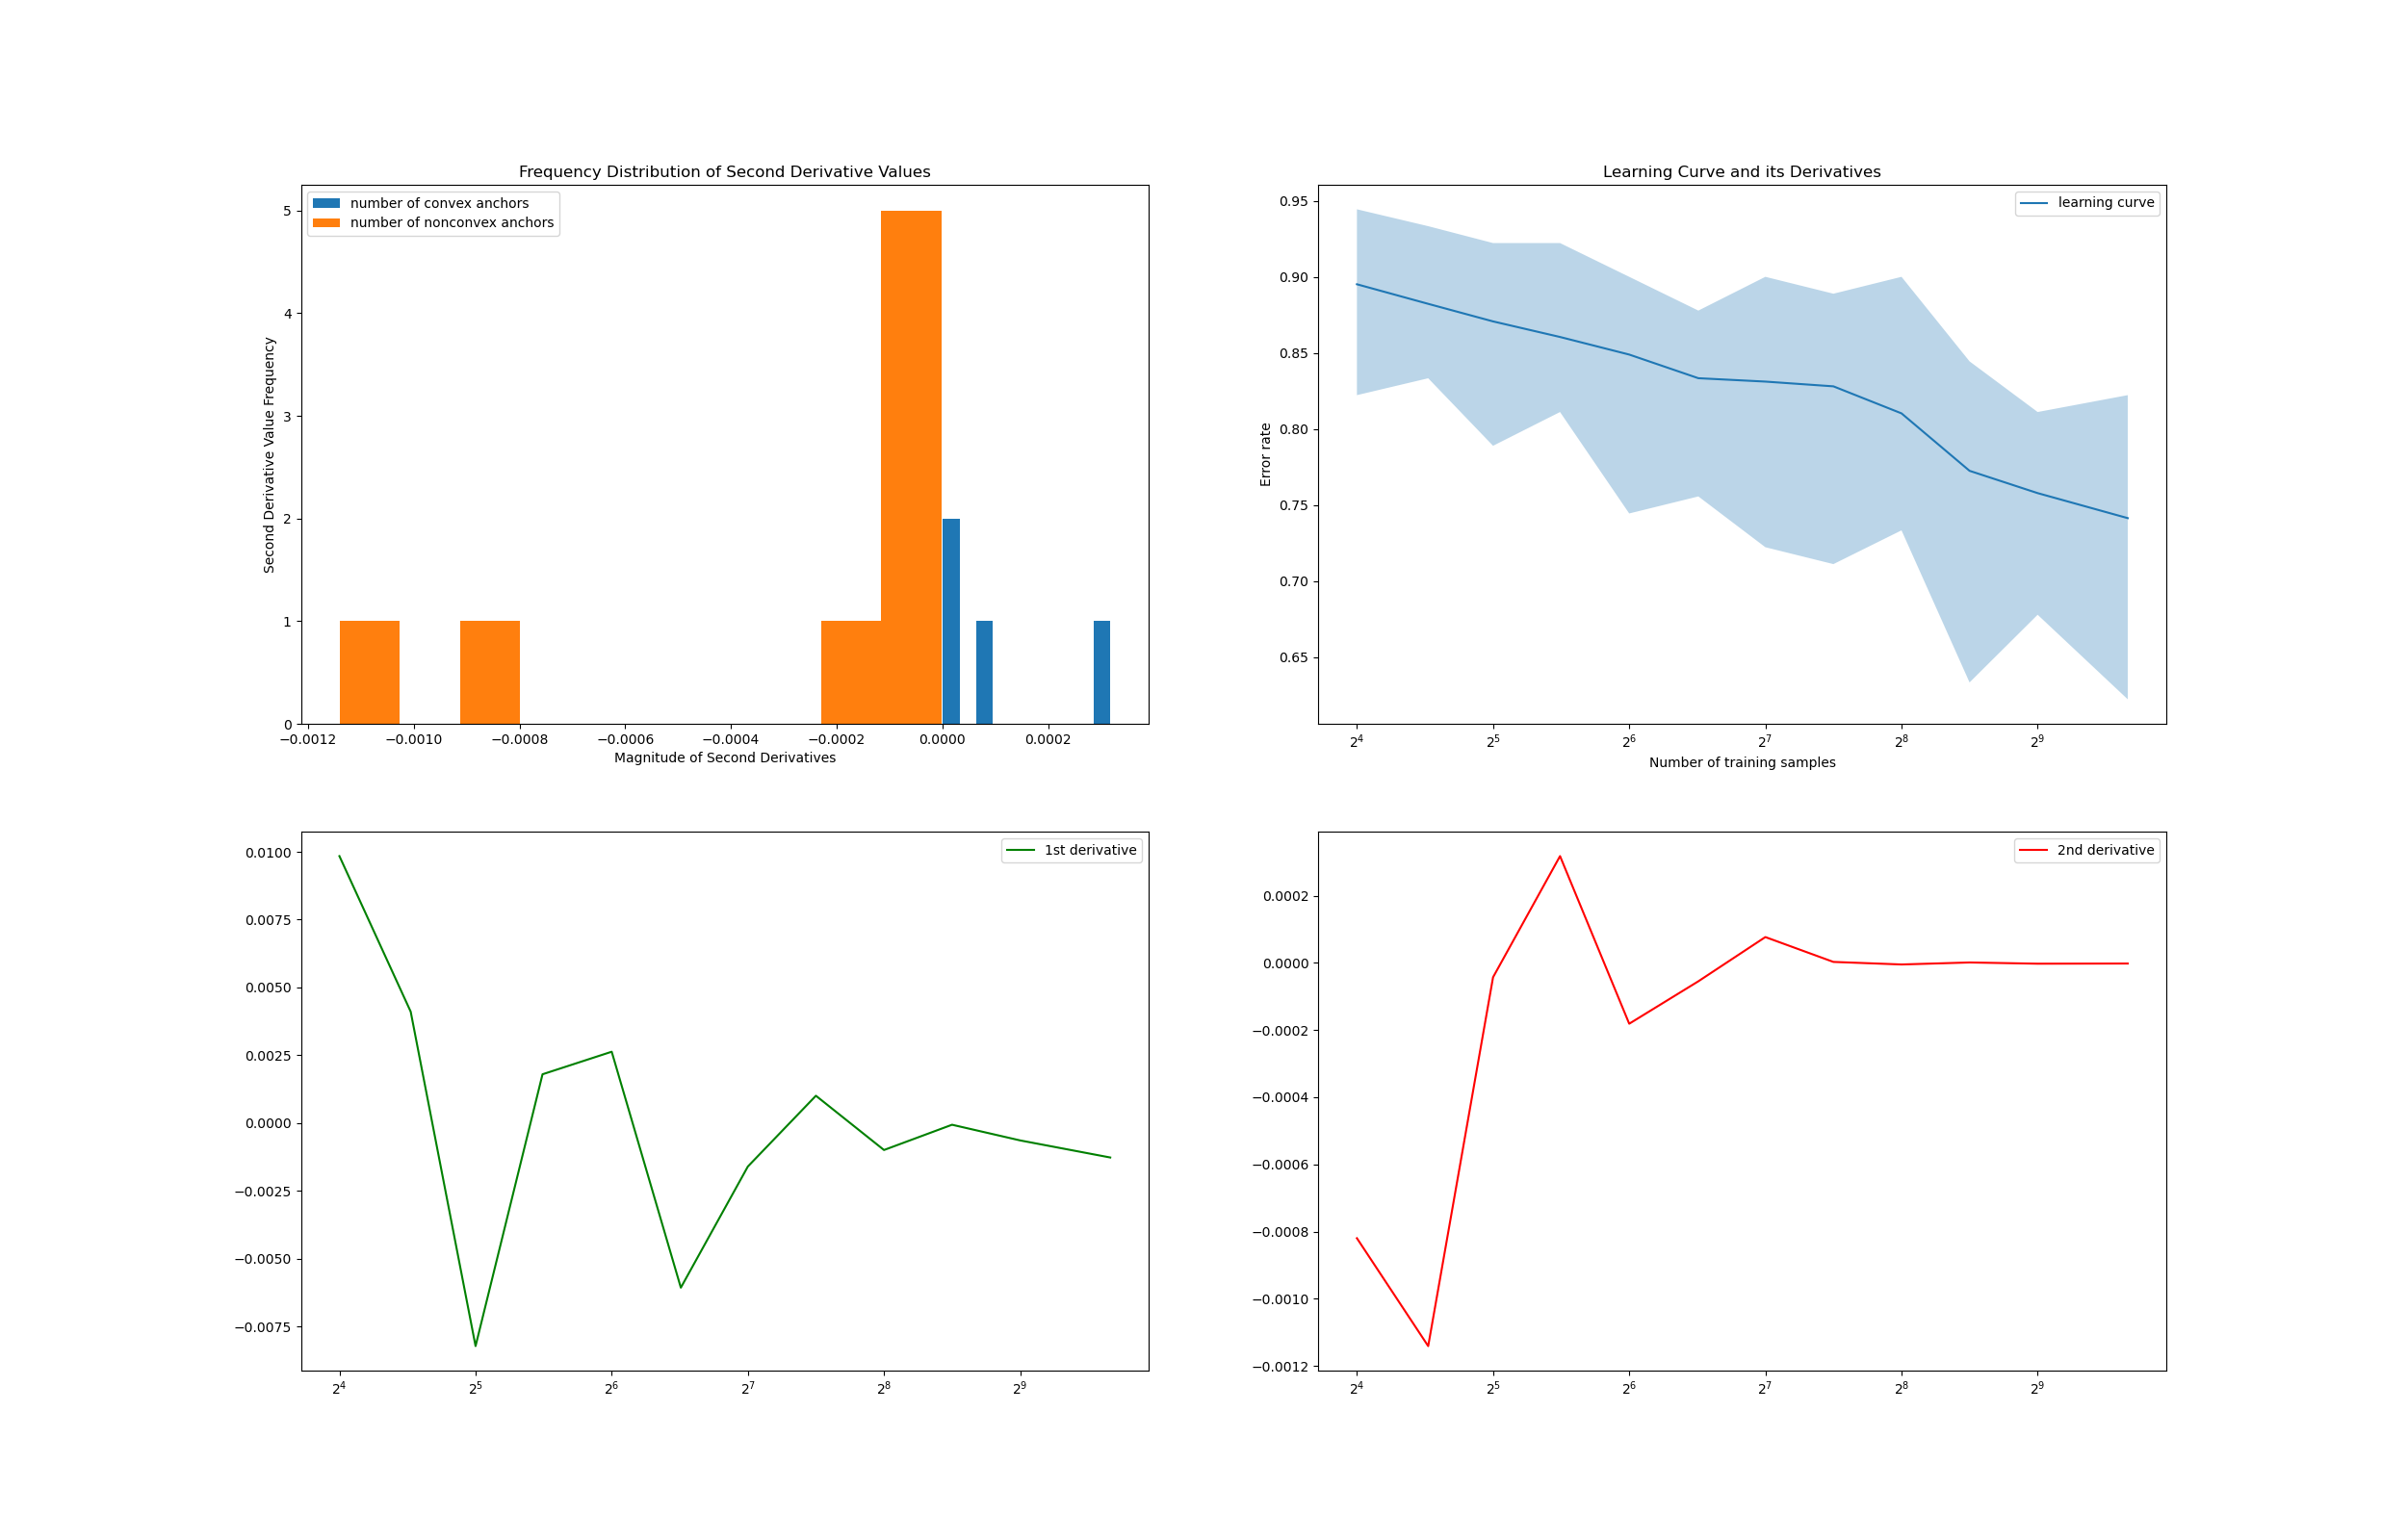 Frequency Distribution of Second Derivative Values
number of convex anchors
number of nonconvex anchors
Second Derivative Value Frequency
5
4
3
2
1
0
−0.0012 −0.0010 −0.0008 −0.0006 −0.0004 −0.0002 0.0000 0.0002
Magnitude of Second Derivatives
Learning Curve and its Derivatives
learning curve
Error rate
0.95
0.90
0.85
0.80
0.75
0.70
0.65
2⁴ 2⁵ 2⁶ 2⁷ 2⁸ 2⁹
Number of training samples
1st derivative
0.0100
0.0075
0.0050
0.0025
0.0000
−0.0025
−0.0050
−0.0075
2⁴ 2⁵ 2⁶ 2⁷ 2⁸ 2⁹
2nd derivative
0.0002
0.0000
−0.0002
−0.0004
−0.0006
−0.0008
−0.0010
−0.0012
2⁴ 2⁵ 2⁶ 2⁷ 2⁸ 2⁹